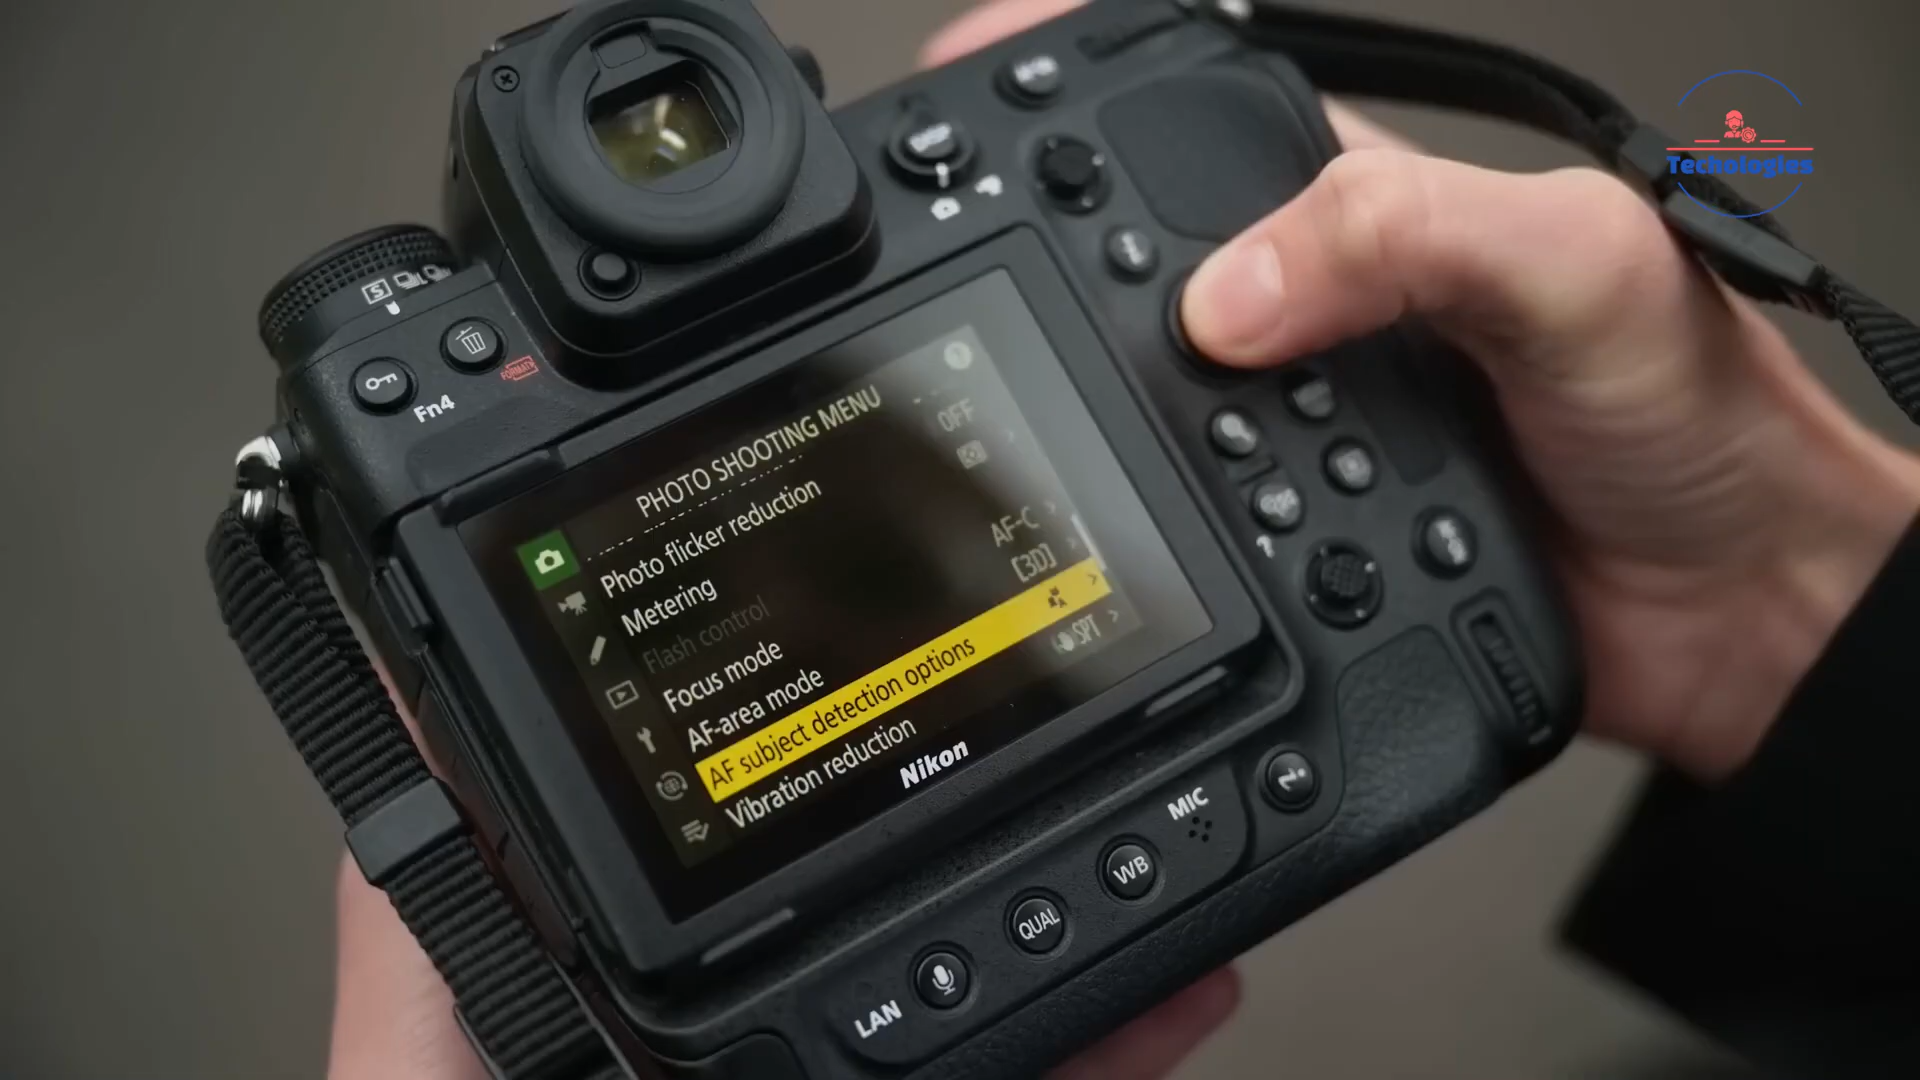 Techologies
DISP
S
Fn4
FORMAT
PHOTO SHOOTING MENU
Photo flicker reduction
OFF
Metering
Flash control
Focus mode
AF-C
AF-area mode
[3D]
AF subject detection options
Vibration reduction
SPT
Nikon
MIC
WB
QUAL
LAN
i